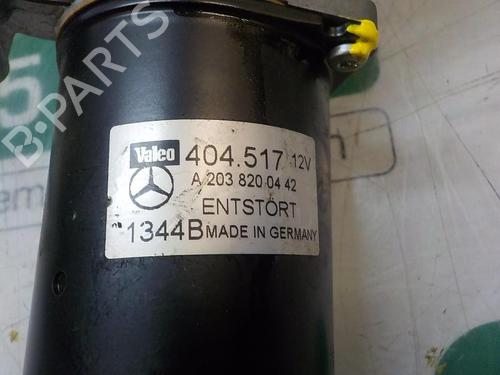 B-PARTS
Valeo 404.517 12V
A 203 820 04 42
ENTSTÖRT
1344B MADE IN GERMANY